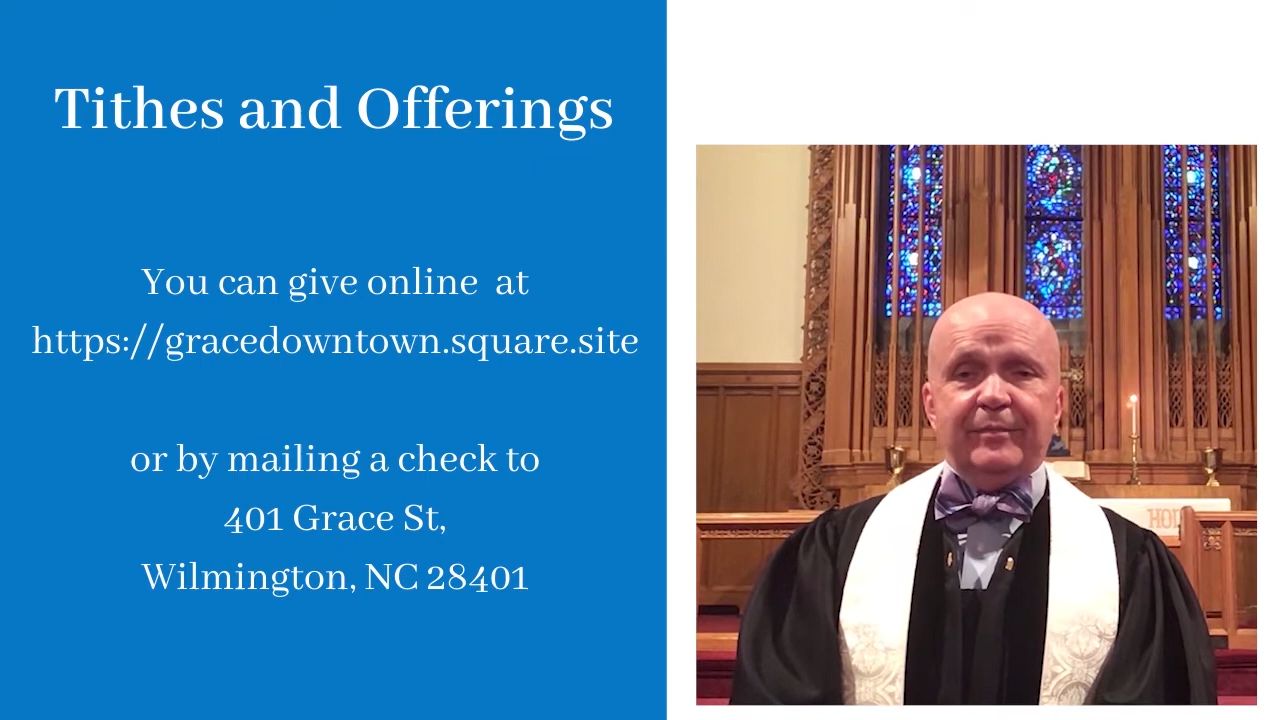 Tithes and Offerings
You can give online at
https://gracedowntown.square.site
or by mailing a check to
401 Grace St,
Wilmington, NC 28401